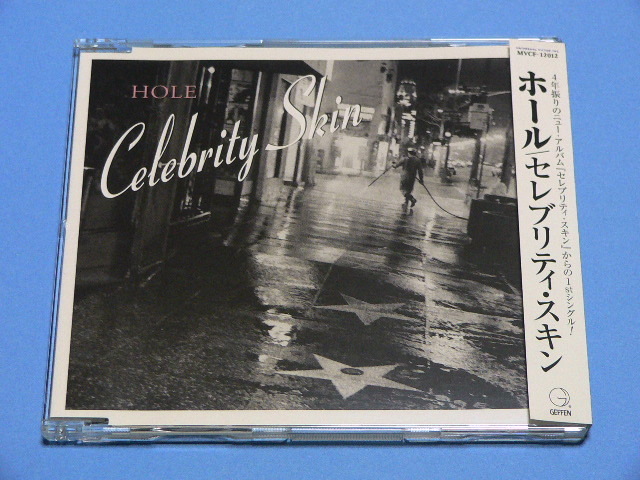 HOLE
Celebrity Skin
MVCE-12012
4年振りのニュー・アルバム『セレブリティ・スキン』からの1stシングル!
ホール/セレブリティ・スキン
GEFFEN